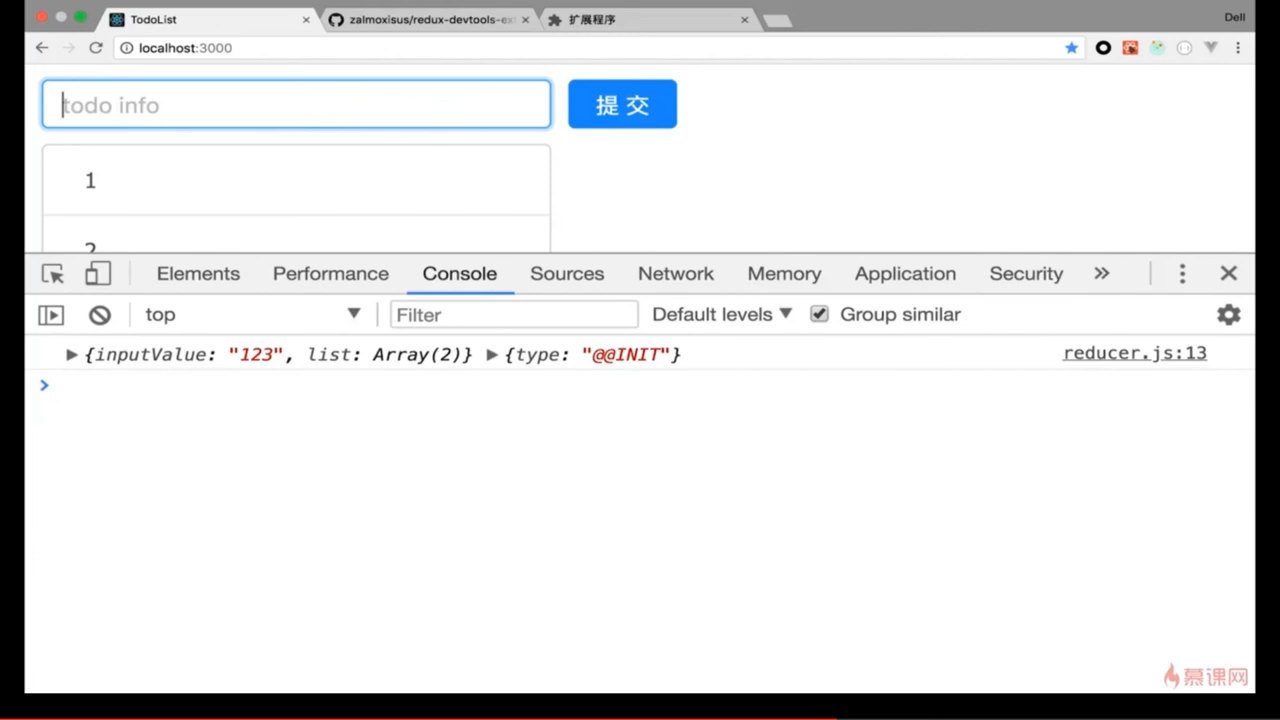 TodoList
zalmoxisus/redux-devtools-ex
扩展程序
Dell
localhost:3000
todo info
提 交
1
2
Elements Performance Console Sources Network Memory Application Security »
top Filter Default levels Group similar
{inputValue: "123", list: Array(2)} {type: "@@INIT"} reducer.js:13
>
慕课网